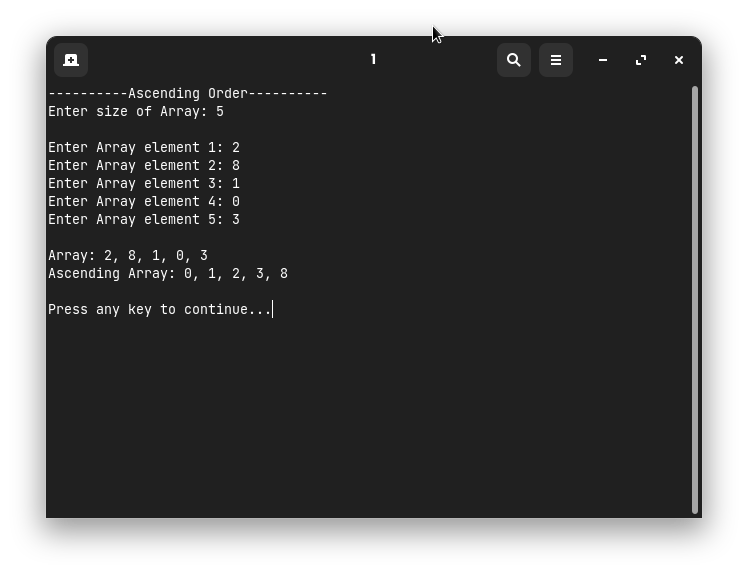 1
----------Ascending Order----------
Enter size of Array: 5
Enter Array element 1: 2
Enter Array element 2: 8
Enter Array element 3: 1
Enter Array element 4: 0
Enter Array element 5: 3
Array: 2, 8, 1, 0, 3
Ascending Array: 0, 1, 2, 3, 8
Press any key to continue...